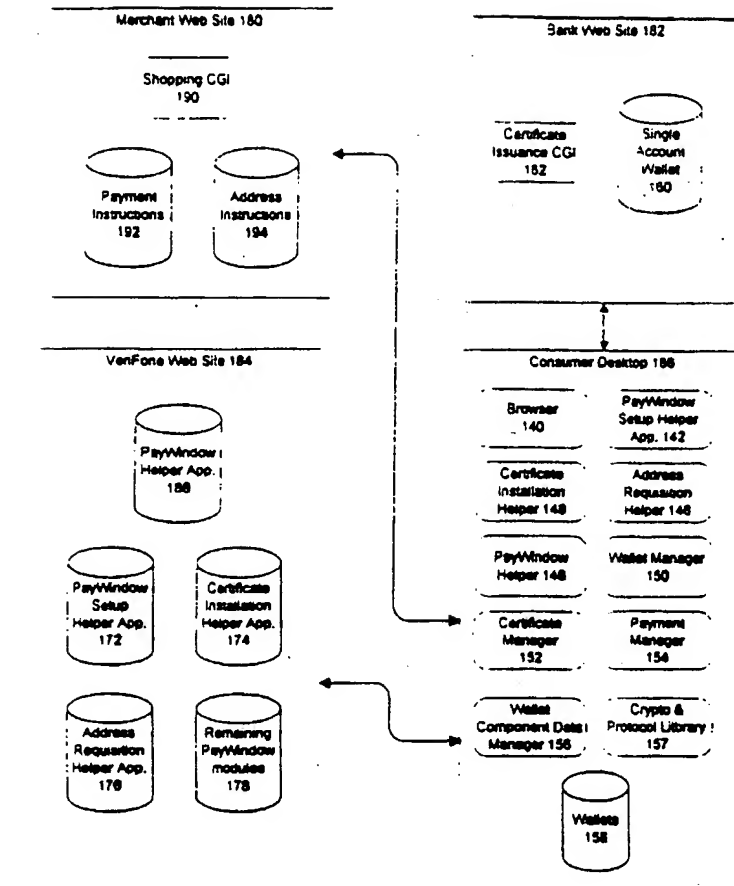 Merchant Web Site 180
Shopping CGI
190
Payment
Instructions
192
Address
Instructions
194
Bank Web Site 182
Certificate
Issuance CGI
162
Single
Account
Wallet
160
VeriFone Web Site 184
PayWindow
Helper App.
188
PayWindow
Setup
Helper App.
172
Certificate
Installation
Helper App.
174
Address
Requisition
Helper App.
176
Remaining
PayWindow
modules
178
Consumer Desktop 186
Browser
140
PayWindow
Setup Helper
App. 142
Certificate
Installation
Helper 148
Address
Requisition
Helper 146
PayWindow
Helper 148
Wallet Manager
150
Certificate
Manager
152
Payment
Manager
154
Wallet
Component Data
Manager 156
Crypto &
Protocol Library
157
Wallets
158